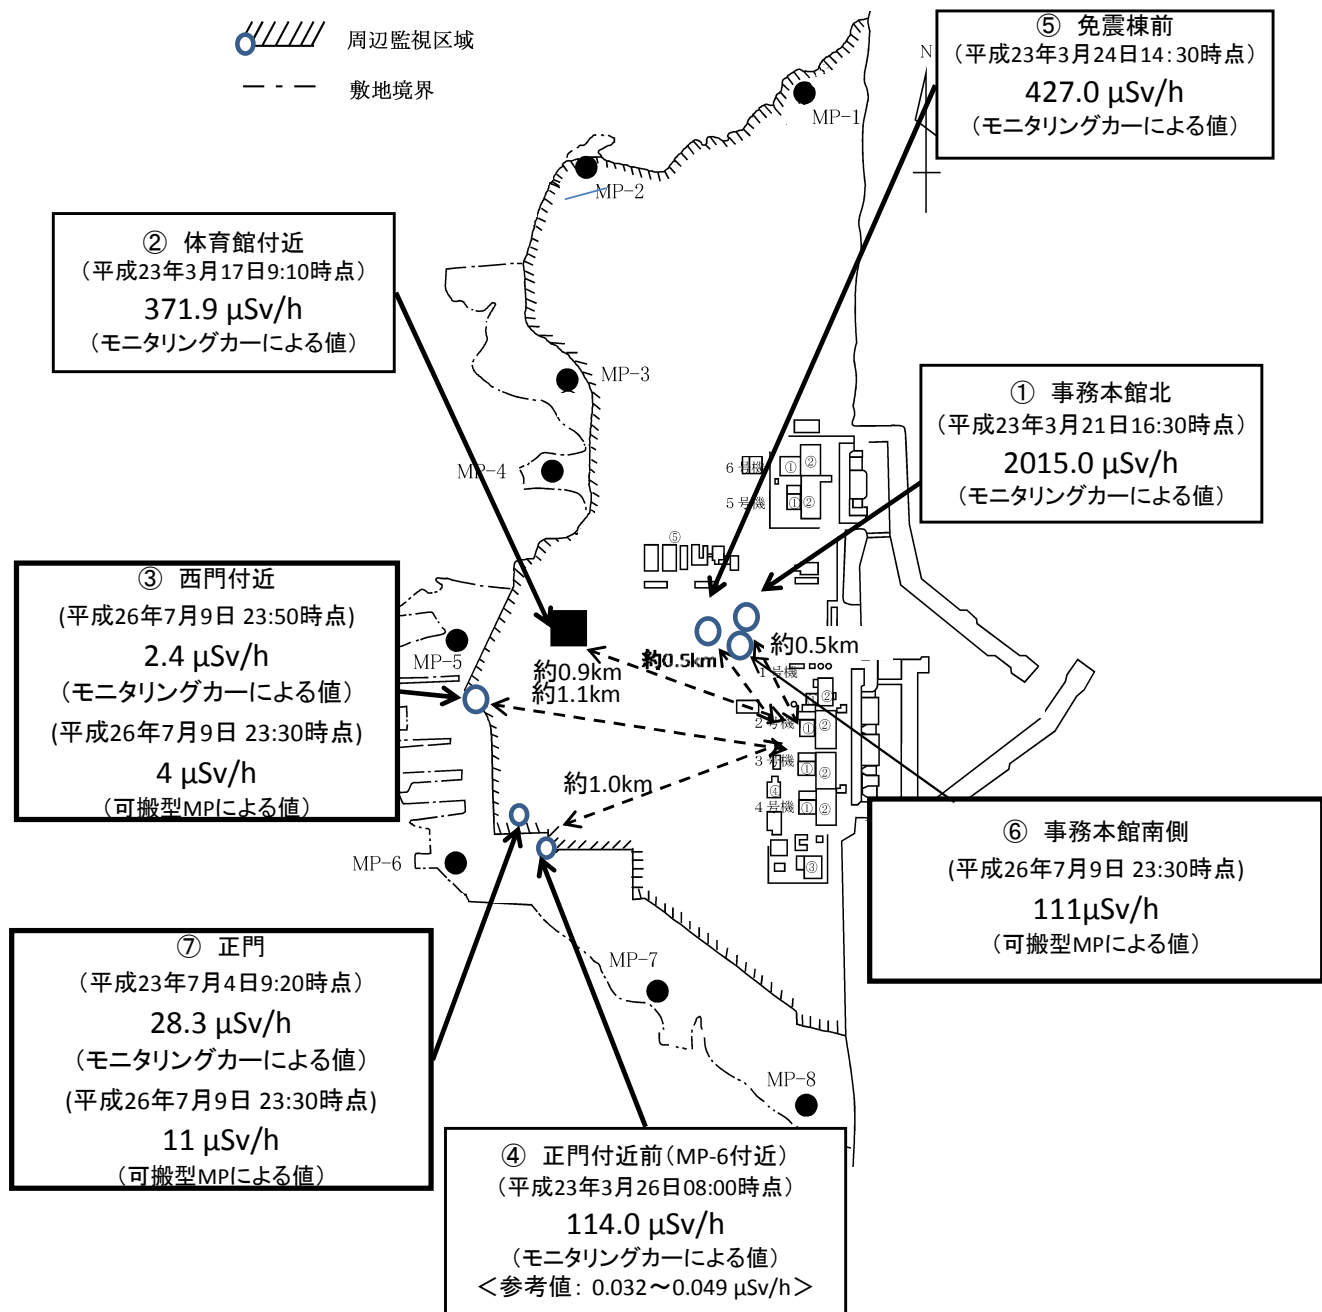 周辺監視区域
敷地境界
⑤ 免震棟前
（平成23年3月24日14:30時点）
427.0 μSv/h
（モニタリングカーによる値）
N
MP-1
MP-2
② 体育館付近
（平成23年3月17日9:10時点）
371.9 μSv/h
（モニタリングカーによる値）
MP-3
① 事務本館北
（平成23年3月21日16:30時点）
2015.0 μSv/h
（モニタリングカーによる値）
MP-4
6号機
①
②
5号機
①
②
⑤
③ 西門付近
(平成26年7月9日 23:50時点)
2.4 μSv/h
（モニタリングカーによる値）
(平成26年7月9日 23:30時点)
4 μSv/h
（可搬型MPによる値）
MP-5
約0.9km
約1.1km
約0.5km
約0.5km
1号機
②
2号機
①
②
3号機
①
②
約1.0km
④
4号機
①
②
③
MP-6
⑥ 事務本館南側
(平成26年7月9日 23:30時点)
111μSv/h
（可搬型MPによる値）
⑦ 正門
（平成23年7月4日9:20時点）
28.3 μSv/h
（モニタリングカーによる値）
(平成26年7月9日 23:30時点)
11 μSv/h
（可搬型MPによる値）
MP-7
MP-8
④ 正門付近前（MP-6付近）
（平成23年3月26日08:00時点）
114.0 μSv/h
（モニタリングカーによる値）
＜参考値：0.032～0.049 μSv/h＞